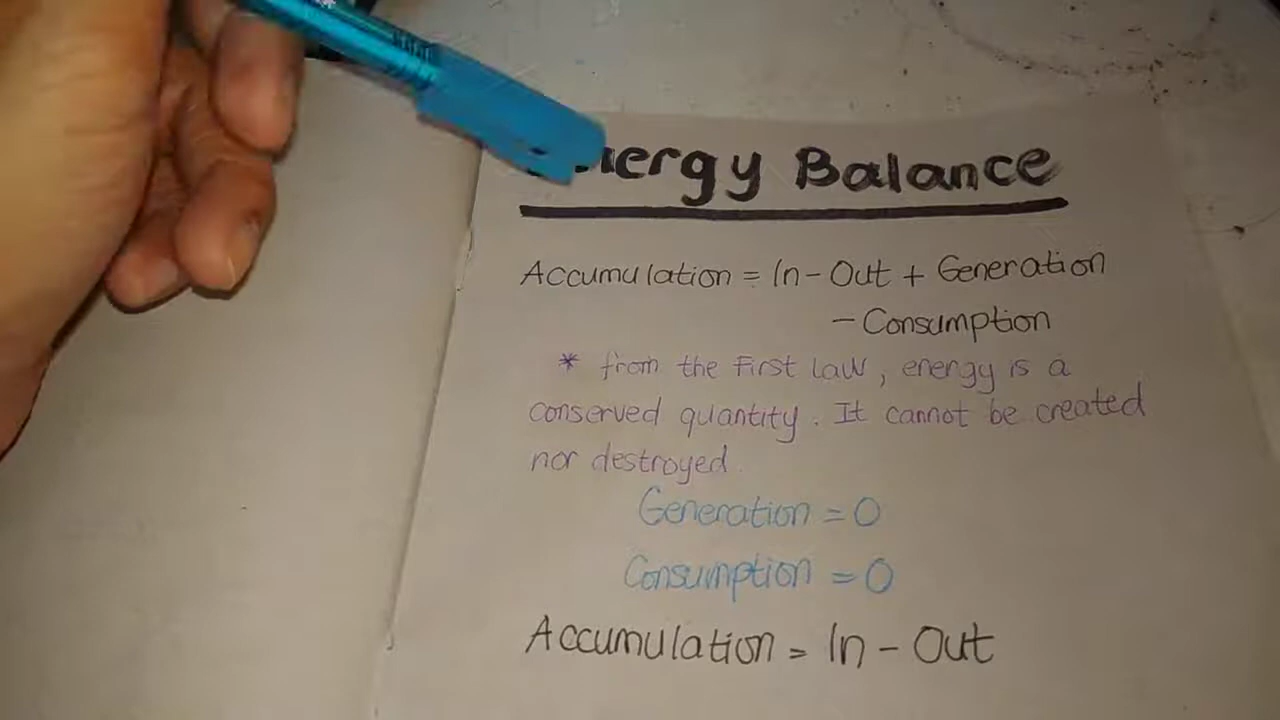 Balance
Accumulation = In - Out + Generation
- Consumption
* from the First law, energy is a
conserved quantity. It cannot be created
nor destroyed.
Generation = 0
Consumption = 0
Accumulation = In - Out